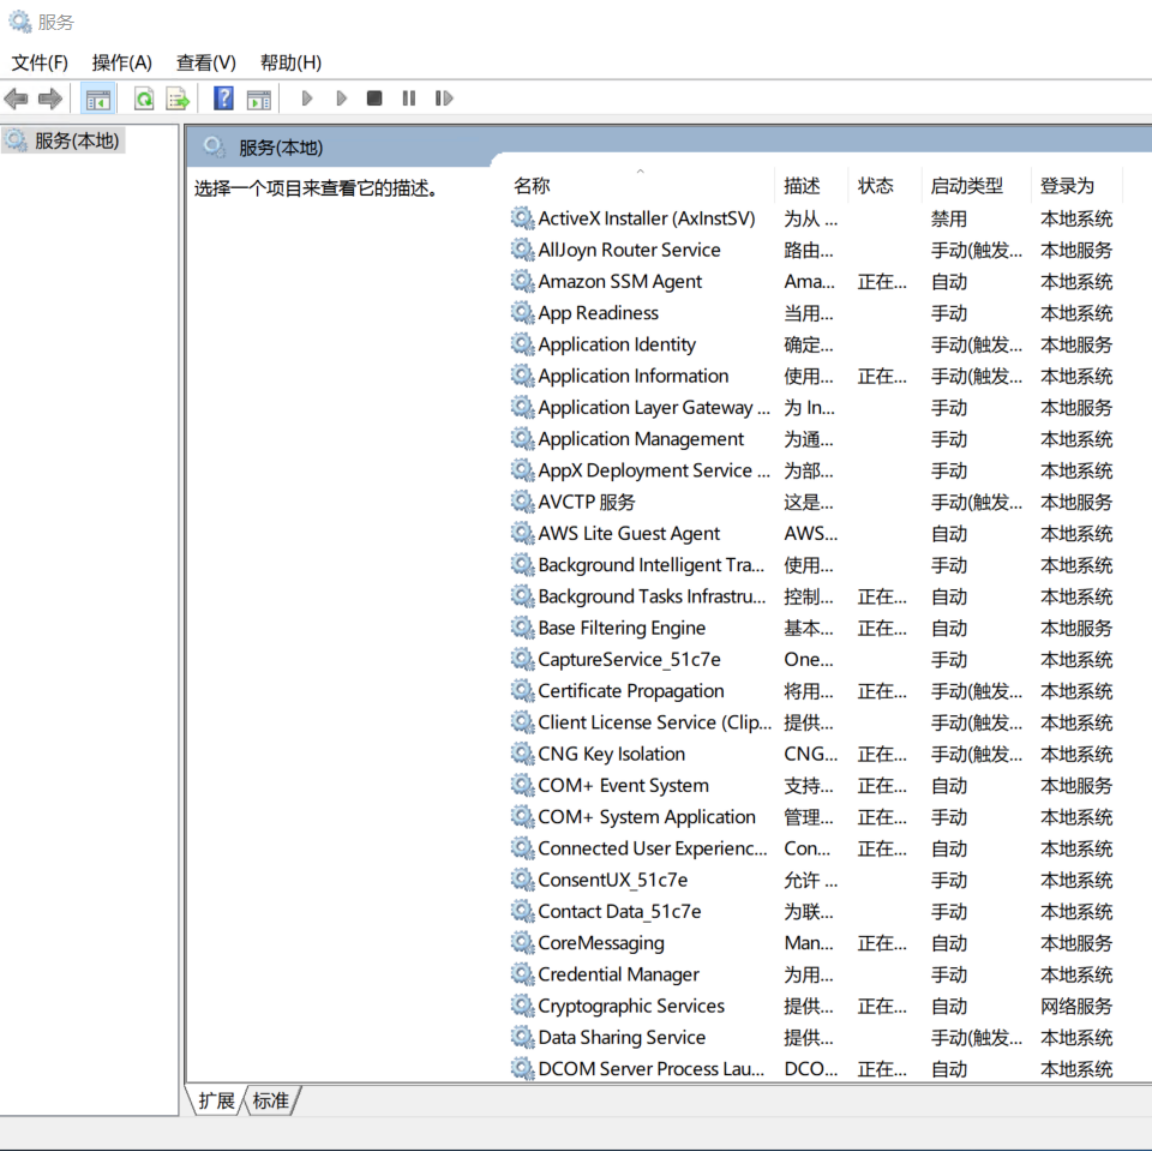 服务
文件(F) 操作(A) 查看(V) 帮助(H)
服务(本地)
服务(本地)
选择一个项目来查看它的描述。
名称 描述 状态 启动类型 登录为
ActiveX Installer (AxInstSV) 为从 ... 禁用 本地系统
AllJoyn Router Service 路由... 手动(触发... 本地服务
Amazon SSM Agent Ama... 正在... 自动 本地系统
App Readiness 当用... 手动 本地系统
Application Identity 确定... 手动(触发... 本地服务
Application Information 使用... 正在... 手动(触发... 本地系统
Application Layer Gateway ... 为 In... 手动 本地服务
Application Management 为通... 手动 本地系统
AppX Deployment Service ... 为部... 手动 本地系统
AVCTP 服务 这是... 手动(触发... 本地服务
AWS Lite Guest Agent AWS... 自动 本地系统
Background Intelligent Tra... 使用... 手动 本地系统
Background Tasks Infrastru... 控制... 正在... 自动 本地系统
Base Filtering Engine 基本... 正在... 自动 本地服务
CaptureService_51c7e One... 手动 本地系统
Certificate Propagation 将用... 正在... 手动(触发... 本地系统
Client License Service (Clip... 提供... 手动(触发... 本地系统
CNG Key Isolation CNG... 正在... 手动(触发... 本地系统
COM+ Event System 支持... 正在... 自动 本地服务
COM+ System Application 管理... 正在... 手动 本地系统
Connected User Experienc... Con... 正在... 自动 本地系统
ConsentUX_51c7e 允许 ... 手动 本地系统
Contact Data_51c7e 为联... 手动 本地系统
CoreMessaging Man... 正在... 自动 本地服务
Credential Manager 为用... 手动 本地系统
Cryptographic Services 提供... 正在... 自动 网络服务
Data Sharing Service 提供... 手动(触发... 本地系统
DCOM Server Process Lau... DCO... 正在... 自动 本地系统
扩展 标准